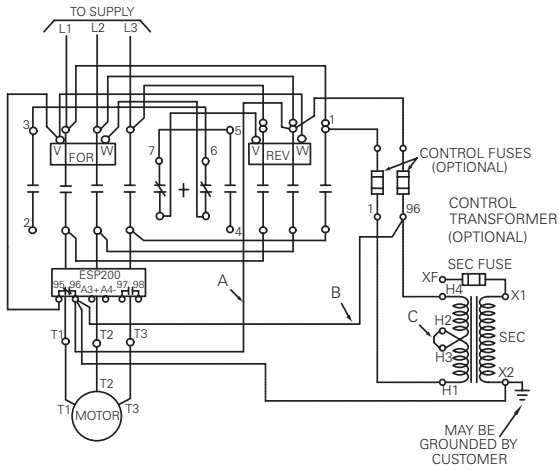 TO SUPPLY
L1 L2 L3
3 1
5
V W 7 6 V W
FOR REV
+
CONTROL FUSES
(OPTIONAL)
2 4
1 96
CONTROL
TRANSFORMER
(OPTIONAL)
ESP200
95 96 A3+ A4- 97 98
A
B
SEC FUSE
XF
H4 X1
C H2
SEC
H3
H1 X2
T1 T2 T3
T2
T1 T3
MOTOR
MAY BE
GROUNDED BY
CUSTOMER